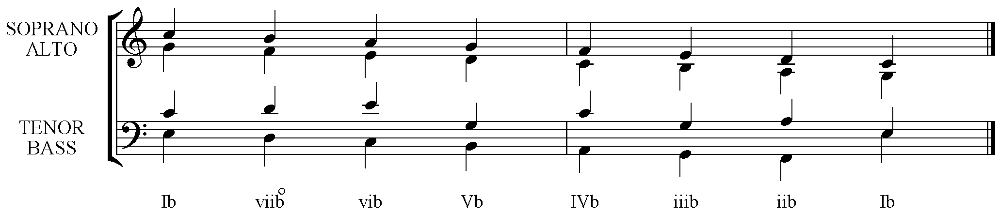 SOPRANO
ALTO
TENOR
BASS
Ib viib° vib Vb IVb iiib iib Ib